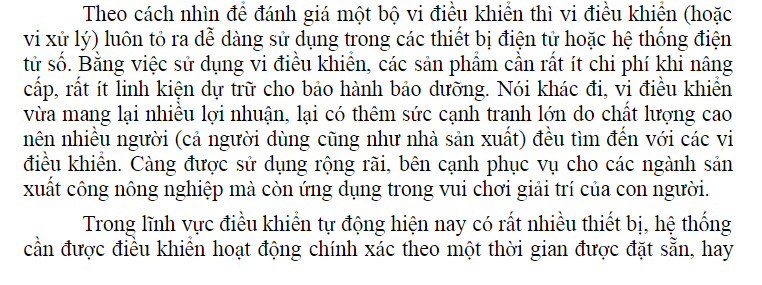 Theo cách nhìn để đánh giá một bộ vi điều khiển thì vi điều khiển (hoặc
vi xử lý) luôn tỏ ra dễ dàng sử dụng trong các thiết bị điện tử hoặc hệ thống điện
tử số. Bằng việc sử dụng vi điều khiển, các sản phẩm cần rất ít chi phí khi nâng
cấp, rất ít linh kiện dự trữ cho bảo hành bảo dưỡng. Nói khác đi, vi điều khiển
vừa mang lại nhiều lợi nhuận, lại có thêm sức cạnh tranh lớn do chất lượng cao
nên nhiều người (cả người dùng cũng như nhà sản xuất) đều tìm đến với các vi
điều khiển. Càng được sử dụng rộng rãi, bên cạnh phục vụ cho các ngành sản
xuất công nông nghiệp mà còn ứng dụng trong vui chơi giải trí của con người.
Trong lĩnh vực điều khiển tự động hiện nay có rất nhiều thiết bị, hệ thống
cần được điều khiển hoạt động chính xác theo một thời gian được đặt sẵn, hay